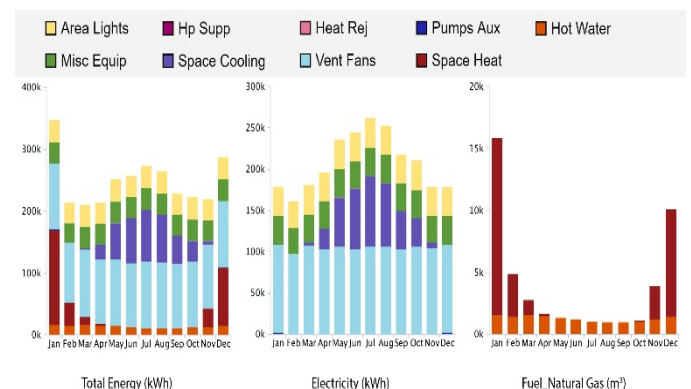 Area Lights Hp Supp Heat Rej Pumps Aux Hot Water
Misc Equip Space Cooling Vent Fans Space Heat
400k
300k
200k
100k
0k
Jan Feb Mar Apr May Jun Jul Aug Sep Oct Nov Dec
Total Energy (kWh)
300k
250k
200k
150k
100k
50k
0k
Jan Feb Mar Apr May Jun Jul Aug Sep Oct Nov Dec
Electricity (kWh)
20k
15k
10k
5k
0k
Jan Feb Mar Apr May Jun Jul Aug Sep Oct Nov Dec
Fuel_Natural Gas (m³)